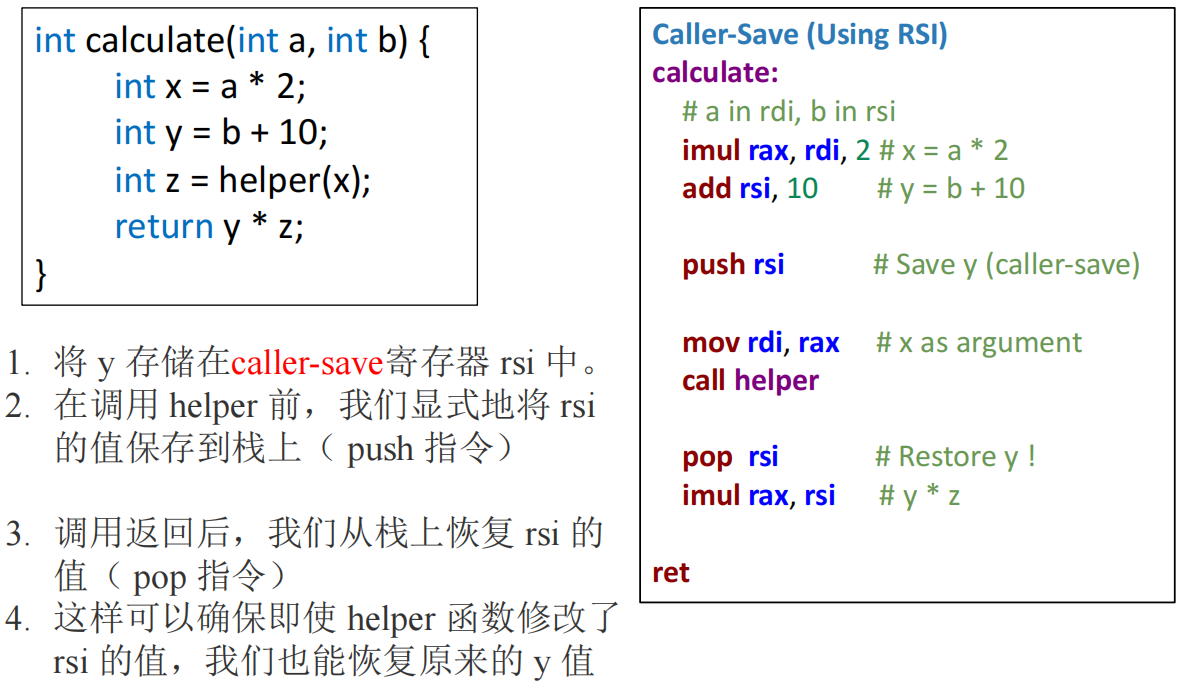 int calculate(int a, int b) {
int x = a * 2;
int y = b + 10;
int z = helper(x);
return y * z;
}
1. 将 y 存储在caller-save寄存器 rsi 中。
2. 在调用 helper 前，我们显式地将 rsi
的值保存到栈上（ push 指令）
3. 调用返回后，我们从栈上恢复 rsi 的
值（ pop 指令）
4. 这样可以确保即使 helper 函数修改了
rsi 的值，我们也能恢复原来的 y 值
Caller-Save (Using RSI)
calculate:
# a in rdi, b in rsi
imul rax, rdi, 2 # x = a * 2
add rsi, 10 # y = b + 10
push rsi # Save y (caller-save)
mov rdi, rax # x as argument
call helper
pop rsi # Restore y !
imul rax, rsi # y * z
ret